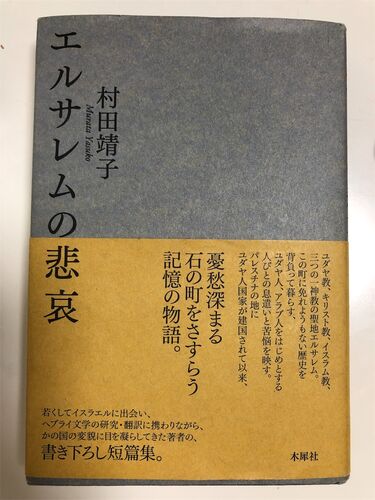 エルサレムの悲哀
村田靖子
Murata Yasuko
ユダヤ教、キリスト教、イスラム教、
三つの一神教の聖地エルサレム。
この町に免れようもない歴史を
背負って暮らす、
ユダヤ人、アラブ人をはじめとする
人びとの息遣いと苦悩を映す。
パレスチナの地に
ユダヤ人国家が建国されて以来、
憂愁深まる
石の町をさすらう
記憶の物語。
若くしてイスラエルに出会い、
ヘブライ文学の研究・翻訳に携わりながら、
かの国の変貌に目を凝らしてきた著者の、
書き下ろし短篇集。
木犀社